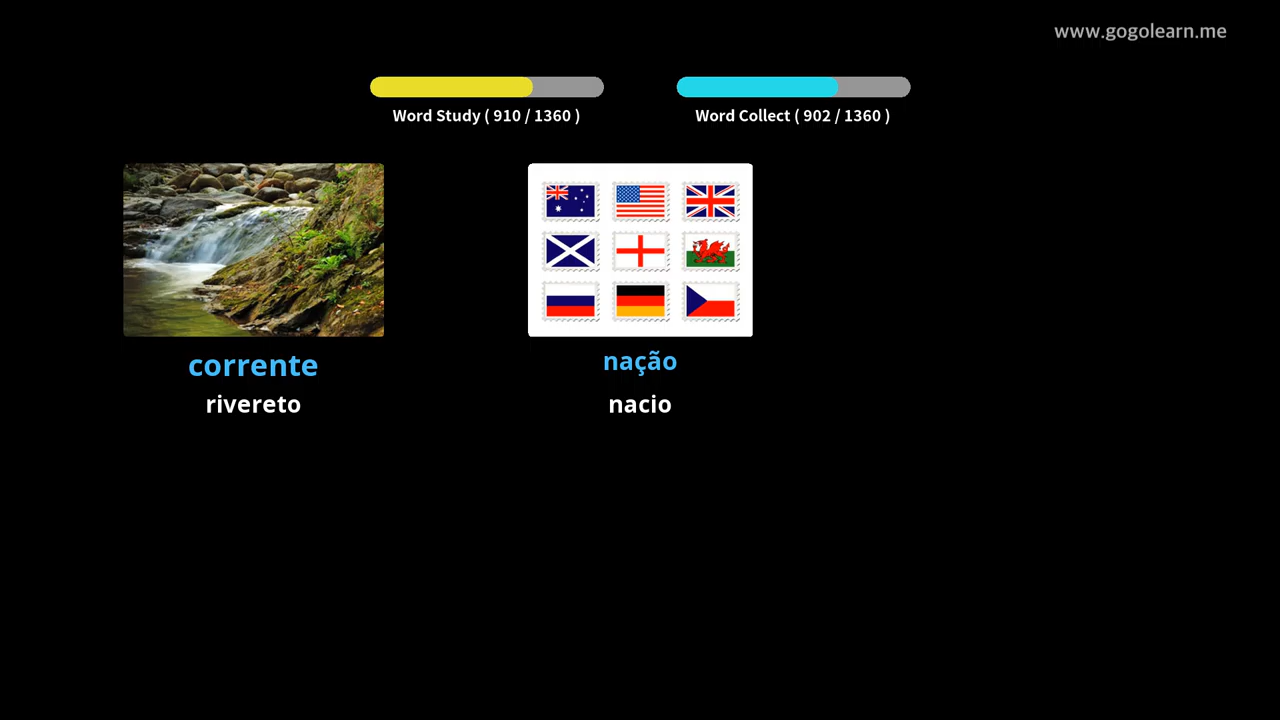 www.gogolearn.me
Word Study ( 910 / 1360 )
Word Collect ( 902 / 1360 )
corrente
rivereto
nação
nacio